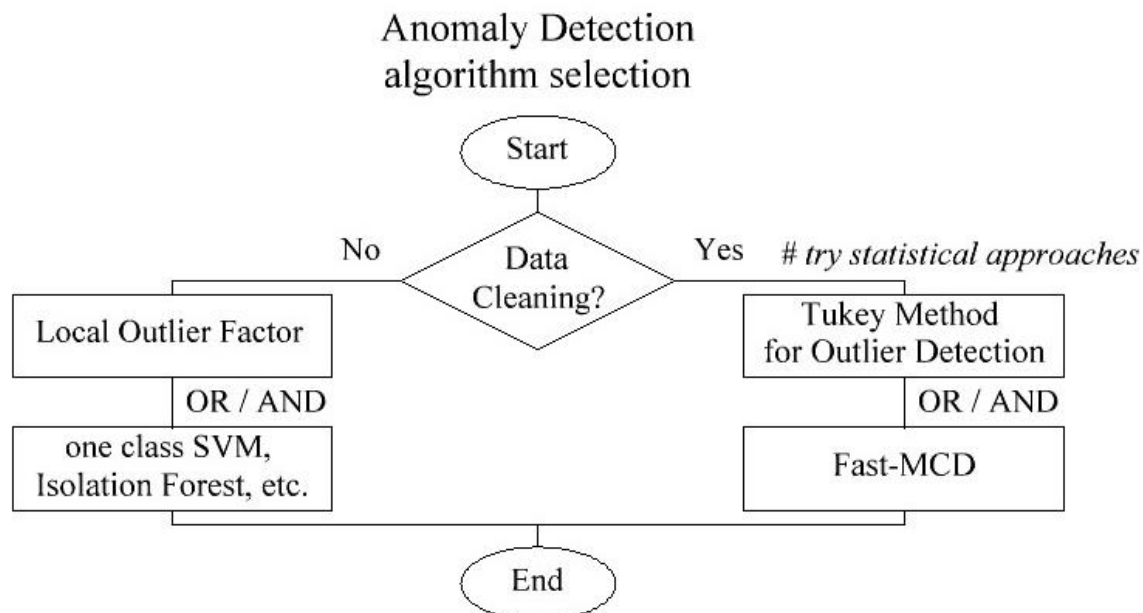 Anomaly Detection
algorithm selection
Start
No
Data
Cleaning?
Yes
# try statistical approaches
Local Outlier Factor
OR / AND
one class SVM,
Isolation Forest, etc.
Tukey Method
for Outlier Detection
OR / AND
Fast-MCD
End